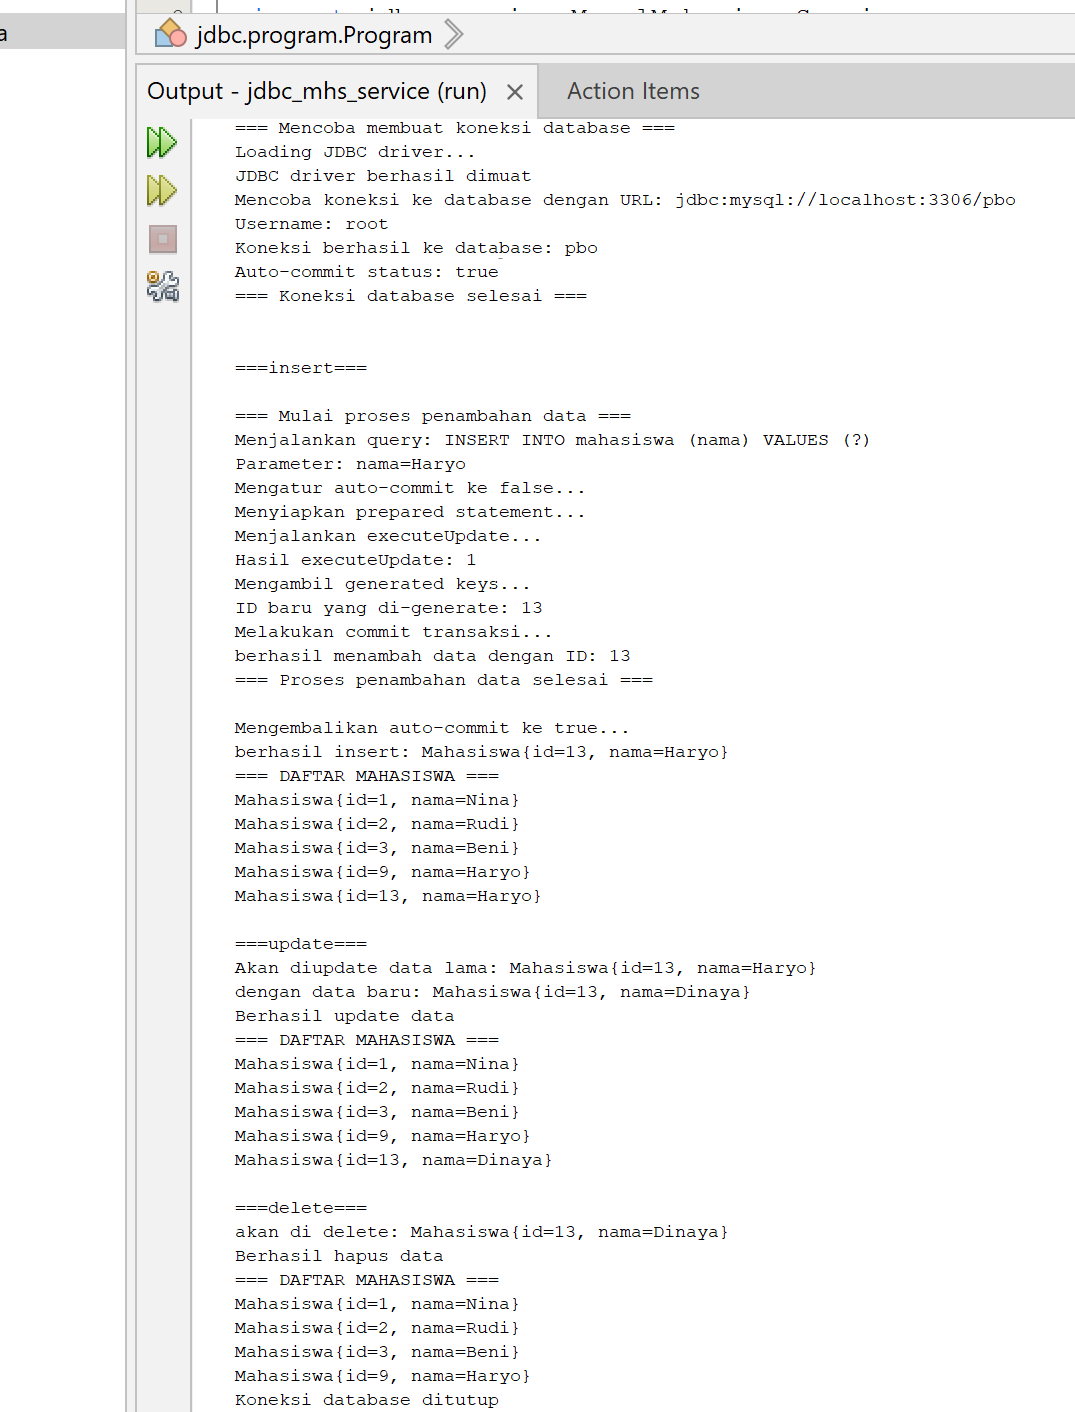 a
jdbc.program.Program
Output - jdbc_mhs_service (run)
Action Items
=== Mencoba membuat koneksi database ===
Loading JDBC driver...
JDBC driver berhasil dimuat
Mencoba koneksi ke database dengan URL: jdbc:mysql://localhost:3306/pbo
Username: root
Koneksi berhasil ke database: pbo
Auto-commit status: true
=== Koneksi database selesai ===
===insert===
=== Mulai proses penambahan data ===
Menjalankan query: INSERT INTO mahasiswa (nama) VALUES (?)
Parameter: nama=Haryo
Mengatur auto-commit ke false...
Menyiapkan prepared statement...
Menjalankan executeUpdate...
Hasil executeUpdate: 1
Mengambil generated keys...
ID baru yang di-generate: 13
Melakukan commit transaksi...
berhasil menambah data dengan ID: 13
=== Proses penambahan data selesai ===
Mengembalikan auto-commit ke true...
berhasil insert: Mahasiswa{id=13, nama=Haryo}
=== DAFTAR MAHASISWA ===
Mahasiswa{id=1, nama=Nina}
Mahasiswa{id=2, nama=Rudi}
Mahasiswa{id=3, nama=Beni}
Mahasiswa{id=9, nama=Haryo}
Mahasiswa{id=13, nama=Haryo}
===update===
Akan diupdate data lama: Mahasiswa{id=13, nama=Haryo}
dengan data baru: Mahasiswa{id=13, nama=Dinaya}
Berhasil update data
=== DAFTAR MAHASISWA ===
Mahasiswa{id=1, nama=Nina}
Mahasiswa{id=2, nama=Rudi}
Mahasiswa{id=3, nama=Beni}
Mahasiswa{id=9, nama=Haryo}
Mahasiswa{id=13, nama=Dinaya}
===delete===
akan di delete: Mahasiswa{id=13, nama=Dinaya}
Berhasil hapus data
=== DAFTAR MAHASISWA ===
Mahasiswa{id=1, nama=Nina}
Mahasiswa{id=2, nama=Rudi}
Mahasiswa{id=3, nama=Beni}
Mahasiswa{id=9, nama=Haryo}
Koneksi database ditutup